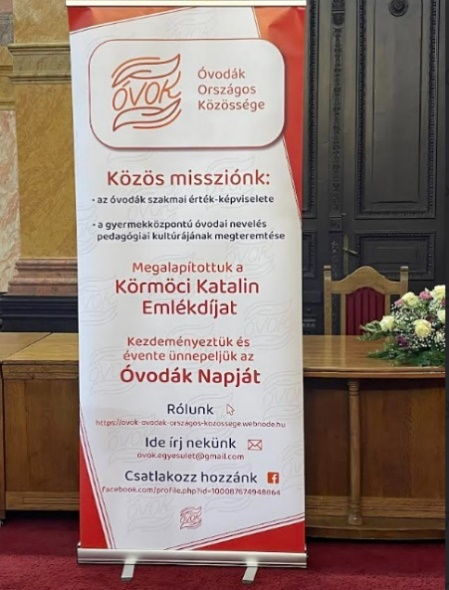 ÓVOK
Óvodák
Országos
Közössége
Közös missziónk:
• az óvodák szakmai érték-képviselete
• a gyermekközpontú óvodai nevelés
pedagógiai kultúrájának megteremtése
Megalapítottuk a
Körmöci Katalin
Emlékdíjat
Kezdeményeztük és
évente ünnepeljük az
Óvodák Napját
Rólunk
https://ovok-ovodak-orszagos-kozossege.webnode.hu
Ide írj nekünk
ovok.egyesulet@gmail.com
Csatlakozz hozzánk
facebook.com/profile.php?id=100087674948864
ÓVOK